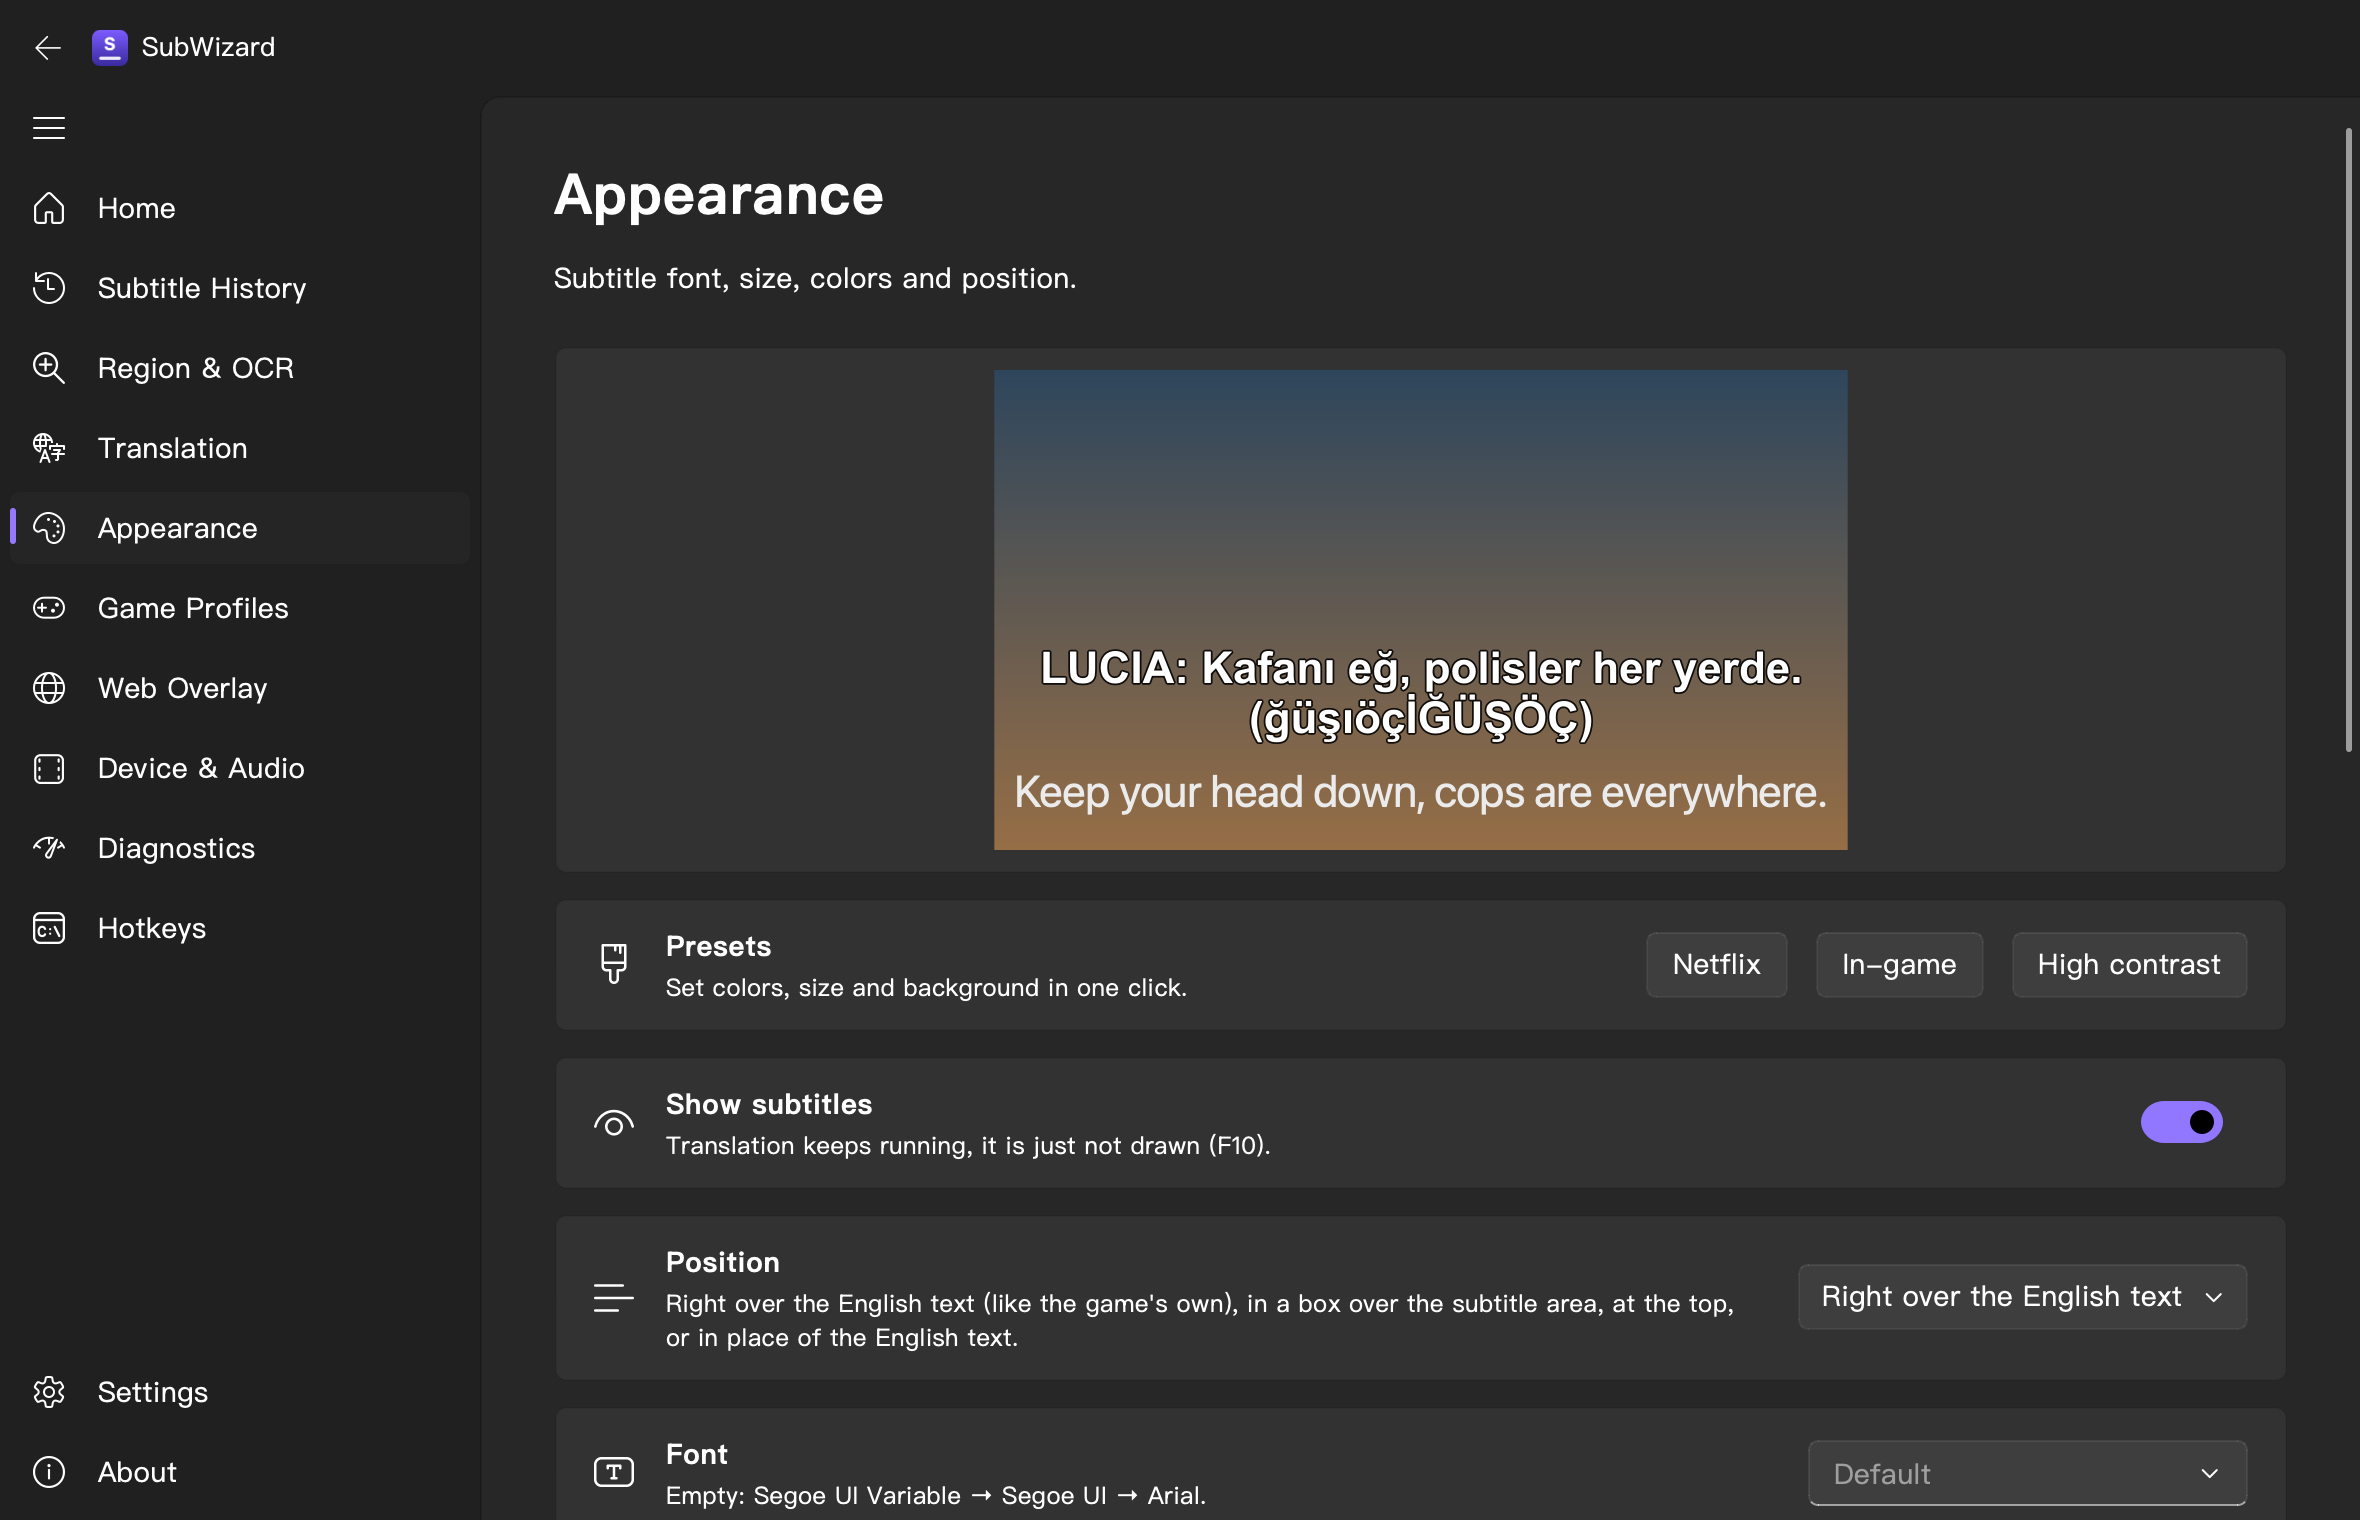 SubWizard
Home
Subtitle History
Region & OCR
Translation
Appearance
Game Profiles
Web Overlay
Device & Audio
Diagnostics
Hotkeys
Settings
About
Appearance
Subtitle font, size, colors and position.
LUCIA: Kafanı eğ, polisler her yerde.
(ğüşıöçİĞÜŞÖÇ)
Keep your head down, cops are everywhere.
Presets
Set colors, size and background in one click.
Netflix
In-game
High contrast
Show subtitles
Translation keeps running, it is just not drawn (F10).
Position
Right over the English text (like the game's own), in a box over the subtitle area, at the top,
or in place of the English text.
Right over the English text
Font
Empty: Segoe UI Variable → Segoe UI → Arial.
Default